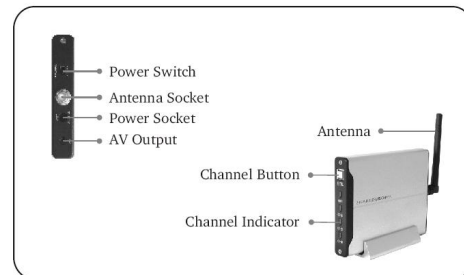 Power Switch
Antenna Socket
Power Socket
AV Output
Antenna
Channel Button
Channel Indicator